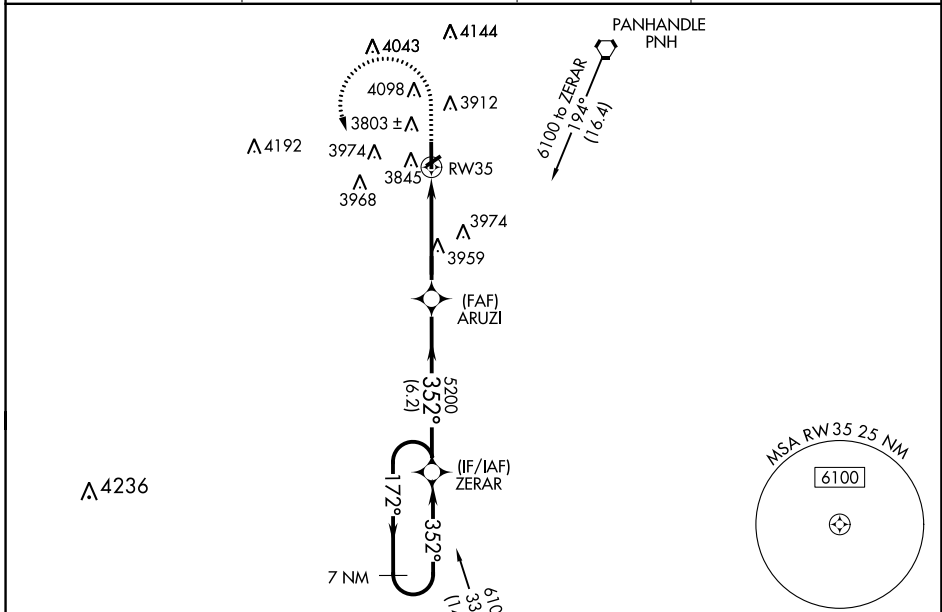 4144
4043
PANHANDLE
PNH
4098
3912
3803 ±
6100 to ZERAR
194°
(16.4)
4192
3974
3845
RW35
3968
3974
3959
(FAF)
ARUZI
5200
352°
(6.2)
MSA RW35 25 NM
6100
(IF/IAF)
ZERAR
4236
172°
352°
7 NM